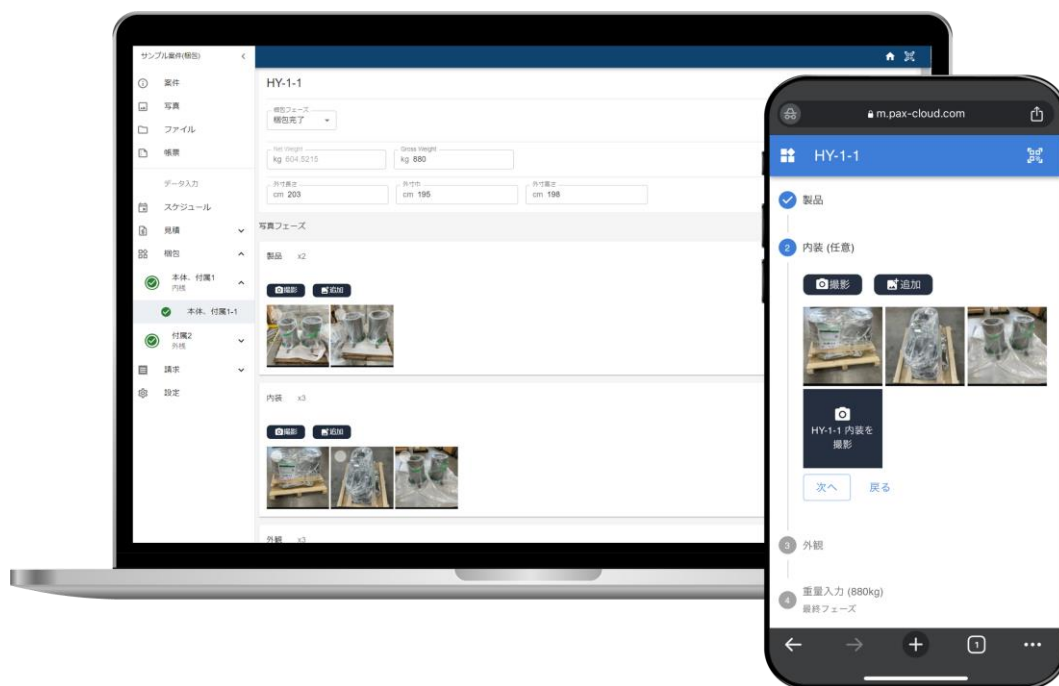 サンプル案件(梱包)
案件
写真
ファイル
帳票
データ入力
スケジュール
見積
梱包
本体、付属1
内桟
本体、付属1-1
付属2
外桟
請求
設定
HY-1-1
梱包フェーズ
梱包完了
Net Weight
kg 604.5215
Gross Weight
kg 880
外寸長さ
cm 203
外寸巾
cm 195
外寸高さ
cm 198
写真フェーズ
製品 x2
撮影 追加
内装 x3
撮影 追加
外観 x3
m.pax-cloud.com
HY-1-1
製品
2 内装 (任意)
撮影 追加
HY-1-1 内装を
撮影
次へ 戻る
3 外観
4 重量入力 (880kg)
最終フェーズ
1